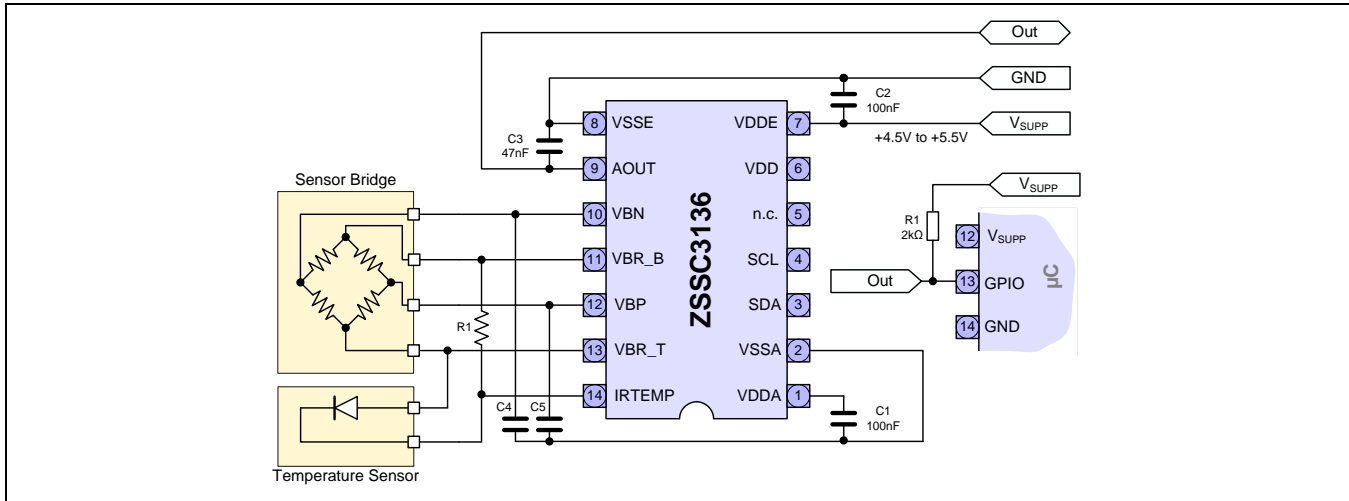 Out
GND
C2
100nF
V_SUPP
+4.5V to +5.5V
C3
47nF
8 VSSE
9 AOUT
10 VBN
11 VBR_B
12 VBP
13 VBR_T
14 IRTEMP
ZSSC3136
VDDE 7
VDD 6
n.c. 5
SCL 4
SDA 3
VSSA 2
VDDA 1
Sensor Bridge
R1
C4
C5
C1
100nF
Temperature Sensor
V_SUPP
R1
2kΩ
12 V_SUPP
Out
13 GPIO
14 GND
µC